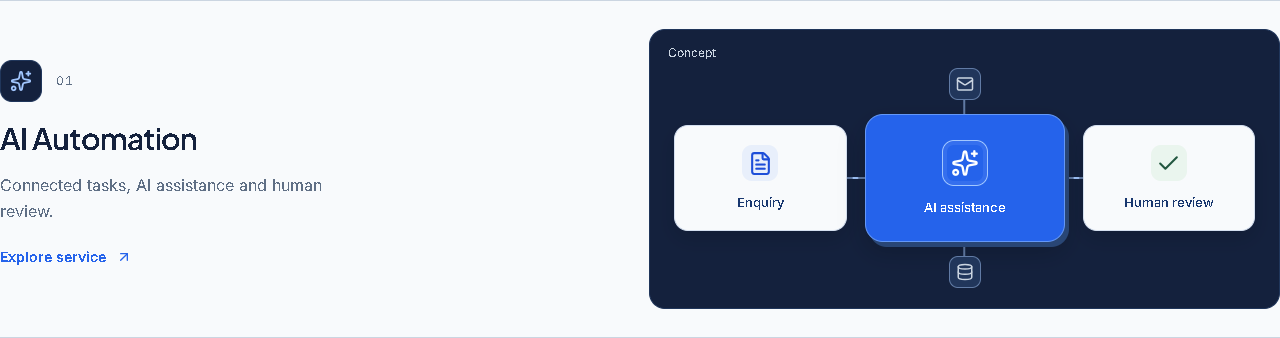 01
AI Automation
Connected tasks, AI assistance and human
review.
Explore service
Concept
Enquiry
AI assistance
Human review